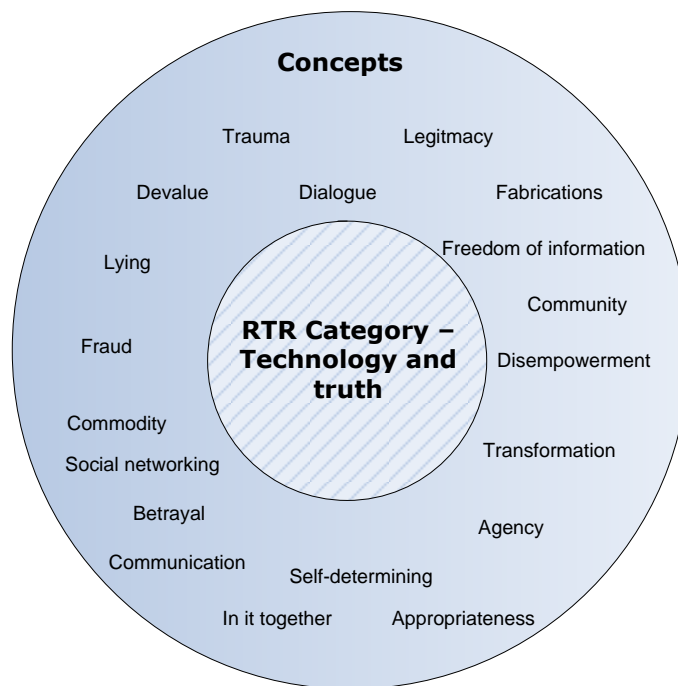 Concepts
Trauma
Legitmacy
Devalue
Dialogue
Fabrications
Freedom of information
Lying
Community
RTR Category –
Technology and
truth
Fraud
Disempowerment
Commodity
Transformation
Social networking
Betrayal
Agency
Communication
Self-determining
In it together
Appropriateness